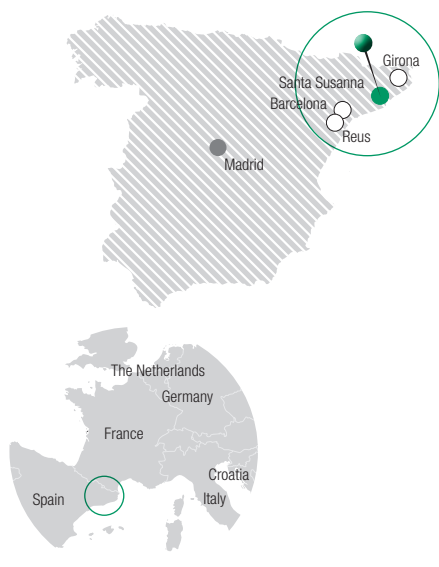 Girona
Santa Susanna
Barcelona
Reus
Madrid
The Netherlands
Germany
France
Croatia
Spain
Italy